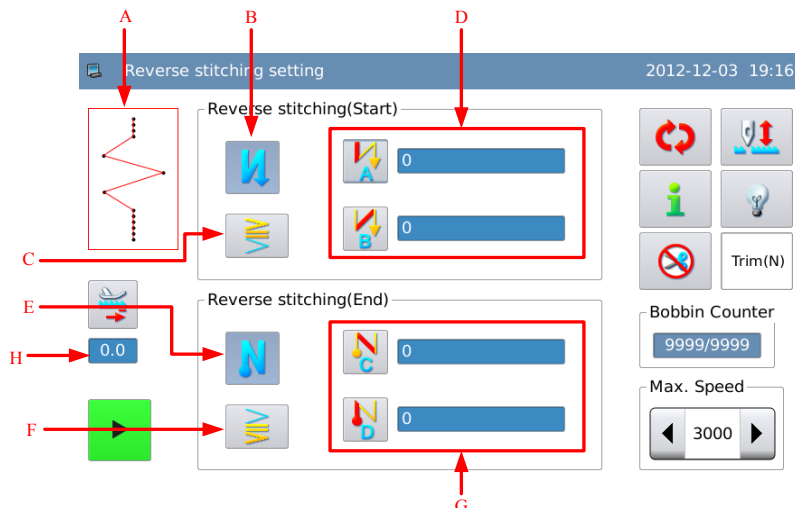 A
B
D
Reverse stitching setting
2012-12-03 19:16
Reverse stitching(Start)
A
0
B
0
C
Trim(N)
E
Reverse stitching(End)
Bobbin Counter
9999/9999
H
0.0
C
0
Max. Speed
3000
F
D
0
G